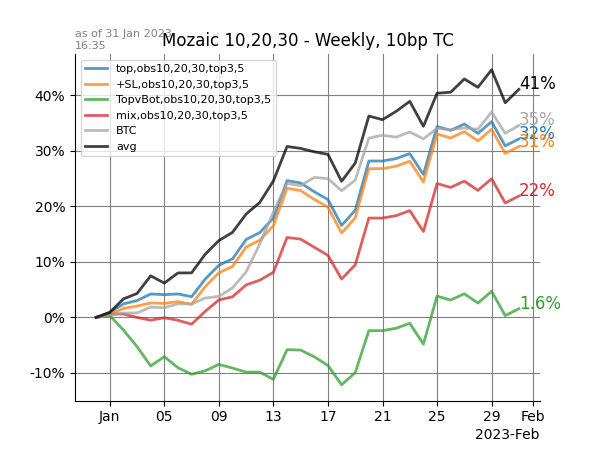 as of 31 Jan 2023
16:35
Mozaic 10,20,30 - Weekly, 10bp TC
top,obs10,20,30,top3,5
+SL,obs10,20,30,top3,5
TopvBot,obs10,20,30,top3,5
mix,obs10,20,30,top3,5
BTC
avg
40%
30%
20%
10%
0%
-10%
41%
35%
32%
31%
22%
1.6%
Jan 05 09 13 17 21 25 29 Feb
2023-Feb